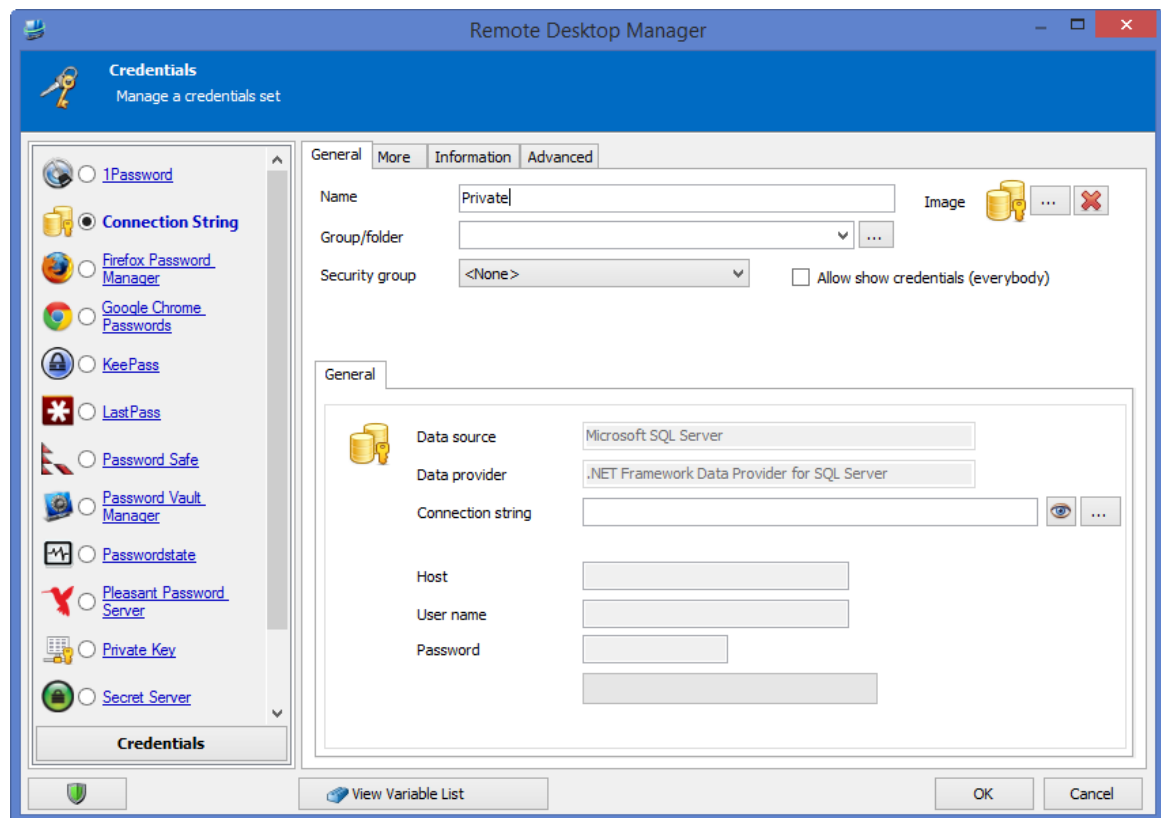 Remote Desktop Manager
Credentials
Manage a credentials set
1Password
Connection String
Firefox Password
Manager
Google Chrome
Passwords
KeePass
LastPass
Password Safe
Password Vault
Manager
Passwordstate
Pleasant Password
Server
Private Key
Secret Server
Credentials
General More Information Advanced
Name Private Image ...
Group/folder ...
Security group <None> Allow show credentials (everybody)
General
Data source Microsoft SQL Server
Data provider .NET Framework Data Provider for SQL Server
Connection string ...
Host
User name
Password
View Variable List OK Cancel